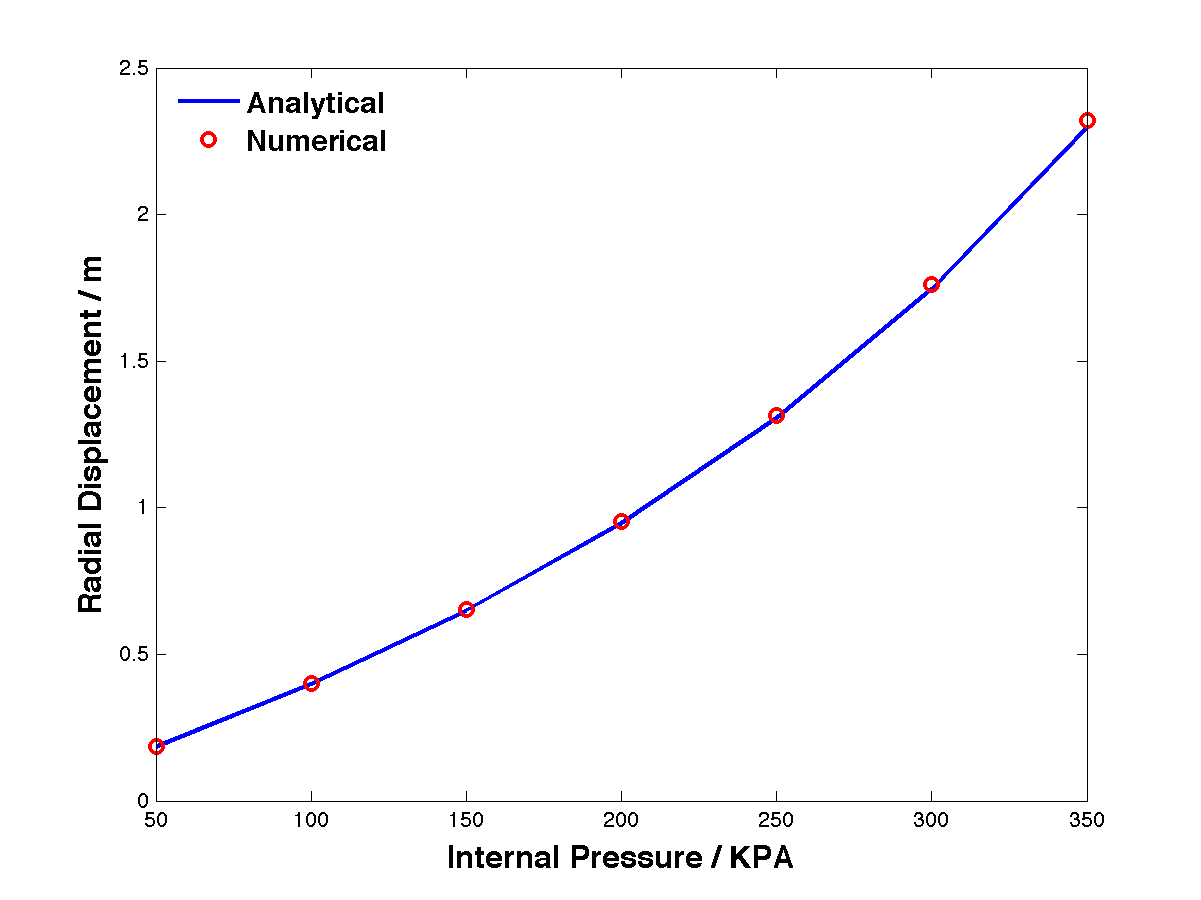 2.5
2
1.5
1
0.5
0
Analytical
Numerical
Radial Displacement / m
50 100 150 200 250 300 350
Internal Pressure / KPA